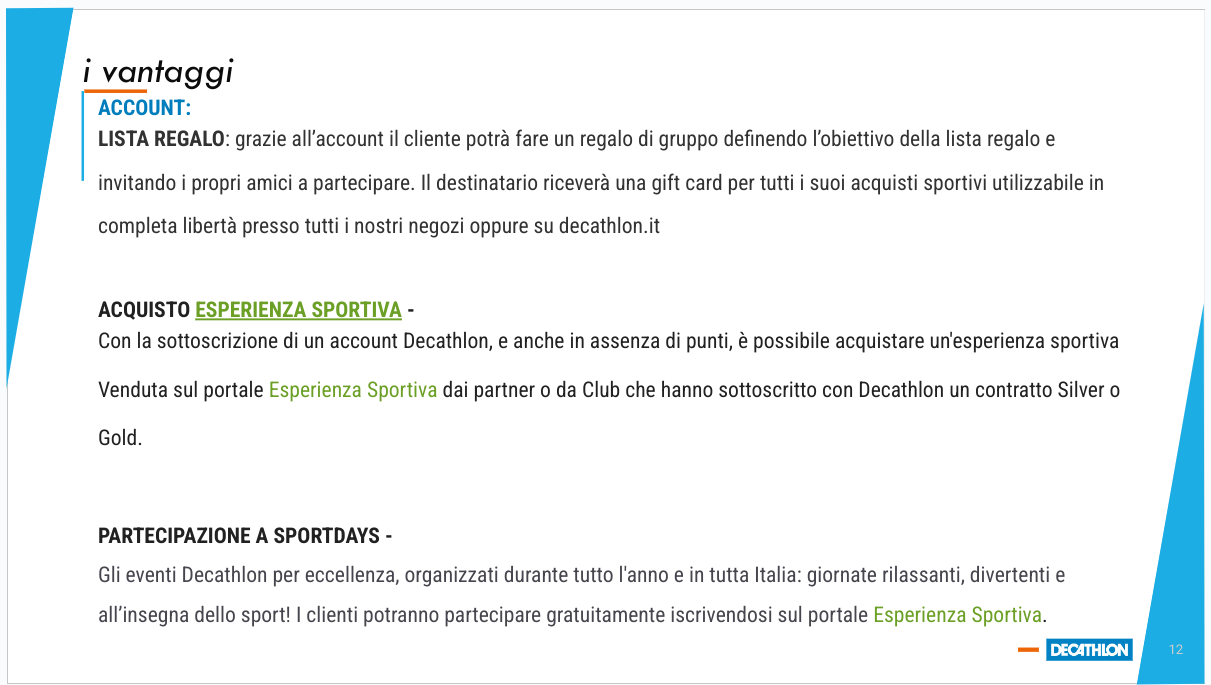 i vantaggi
ACCOUNT:
LISTA REGALO: grazie all’account il cliente potrà fare un regalo di gruppo definendo l’obiettivo della lista regalo e
invitando i propri amici a partecipare. Il destinatario riceverà una gift card per tutti i suoi acquisti sportivi utilizzabile in
completa libertà presso tutti i nostri negozi oppure su decathlon.it
ACQUISTO ESPERIENZA SPORTIVA -
Con la sottoscrizione di un account Decathlon, e anche in assenza di punti, è possibile acquistare un'esperienza sportiva
Venduta sul portale Esperienza Sportiva dai partner o da Club che hanno sottoscritto con Decathlon un contratto Silver o
Gold.
PARTECIPAZIONE A SPORTDAYS -
Gli eventi Decathlon per eccellenza, organizzati durante tutto l'anno e in tutta Italia: giornate rilassanti, divertenti e
all’insegna dello sport! I clienti potranno partecipare gratuitamente iscrivendosi sul portale Esperienza Sportiva.
DECATHLON
12